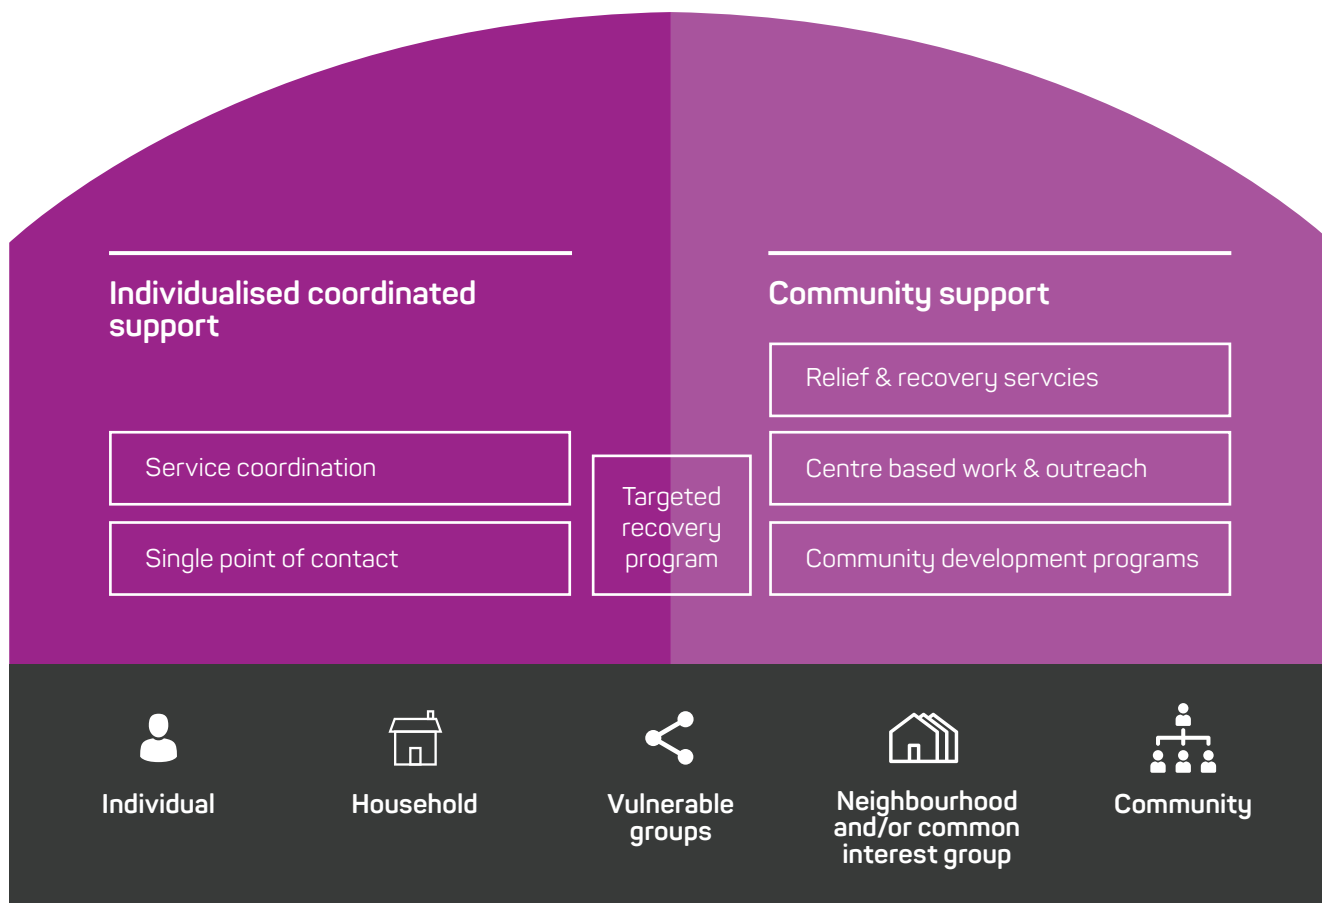 Individualised coordinated
support
Service coordination
Single point of contact
Targeted
recovery
program
Community support
Relief & recovery servcies
Centre based work & outreach
Community development programs
Individual
Household
Vulnerable
groups
Neighbourhood
and/or common
interest group
Community